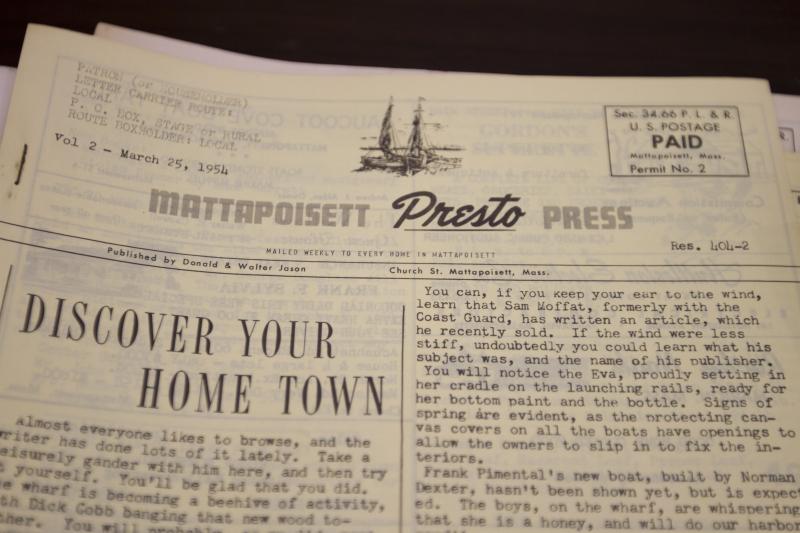 PATRON (or HOUSEHOLDER)
LETTER CARRIER ROUTE:
LOCAL
P. O. BOX, STAGE or RURAL
ROUTE BOXHOLDER: LOCAL
Vol 2 - March 25, 1954
Sec. 34.66 P. L. & R.
U. S. POSTAGE
PAID
Mattapoisett, Mass.
Permit No. 2
MATTAPOISETT Presto PRESS
MAILED WEEKLY TO EVERY HOME IN MATTAPOISETT
Res. 404-2
Published by Donald & Walter Jason Church St. Mattapoisett, Mass.
DISCOVER YOUR
HOME TOWN
Almost everyone likes to browse, and the
writer has done lots of it lately. Take a
leisurely gander with him here, and then try
it yourself. You'll be glad that you did.
wharf is becoming a beehive of activity,
Dick Cobb banging that new wood to-
You will
You can, if you keep your ear to the wind,
learn that Sam Moffat, formerly with the
Coast Guard, has written an article, which
he recently sold. If the wind were less
stiff, undoubtedly you could learn what his
subject was, and the name of his publisher.
You will notice the Eva, proudly setting in
her cradle on the launching rails, ready for
her bottom paint and the bottle. Signs of
spring are evident, as the protecting can-
vas covers on all the boats have openings to
allow the owners to slip in to fix the in-
teriors.
Frank Pimental's new boat, built by Norman
Dexter, hasn't been shown yet, but is expec
ed. The boys, on the wharf, are whispering
that she is a honey, and will do our harbor